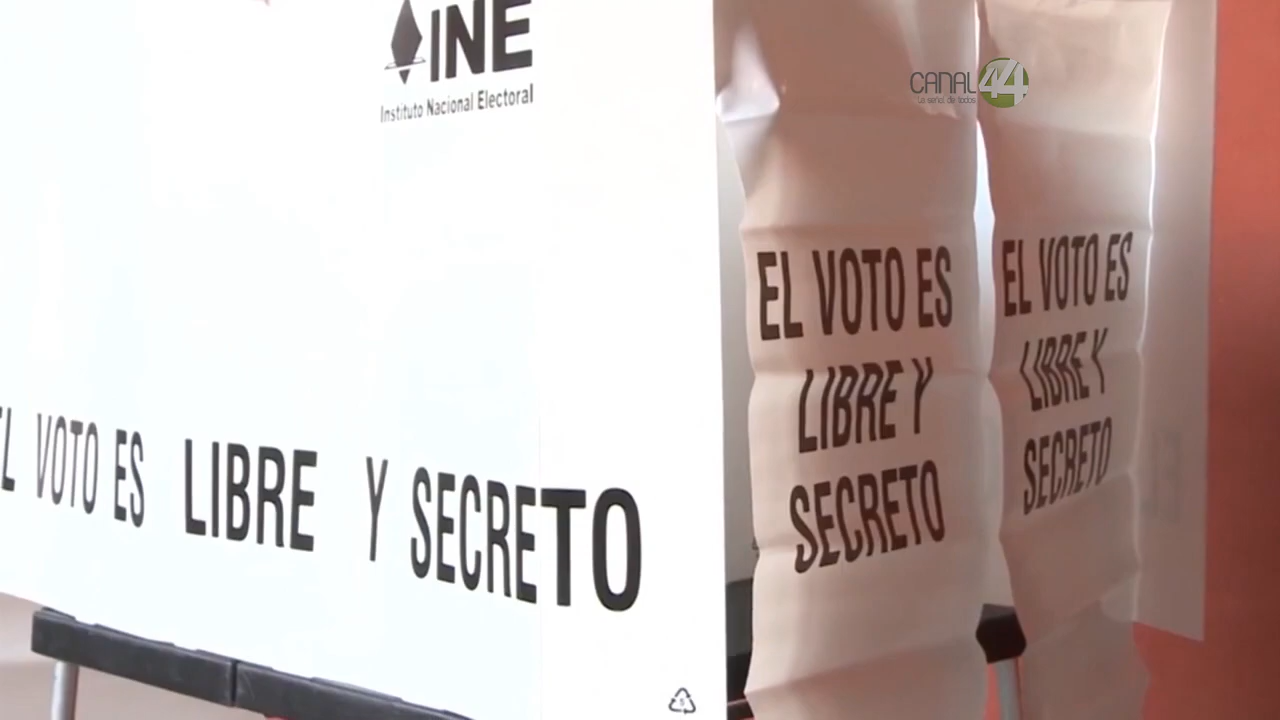 INE
Instituto Nacional Electoral
CANAL 44
La señal de todos
EL VOTO ES LIBRE Y SECRETO
EL VOTO ES
LIBRE Y
SECRETO
EL VOTO ES
LIBRE Y
SECRETO